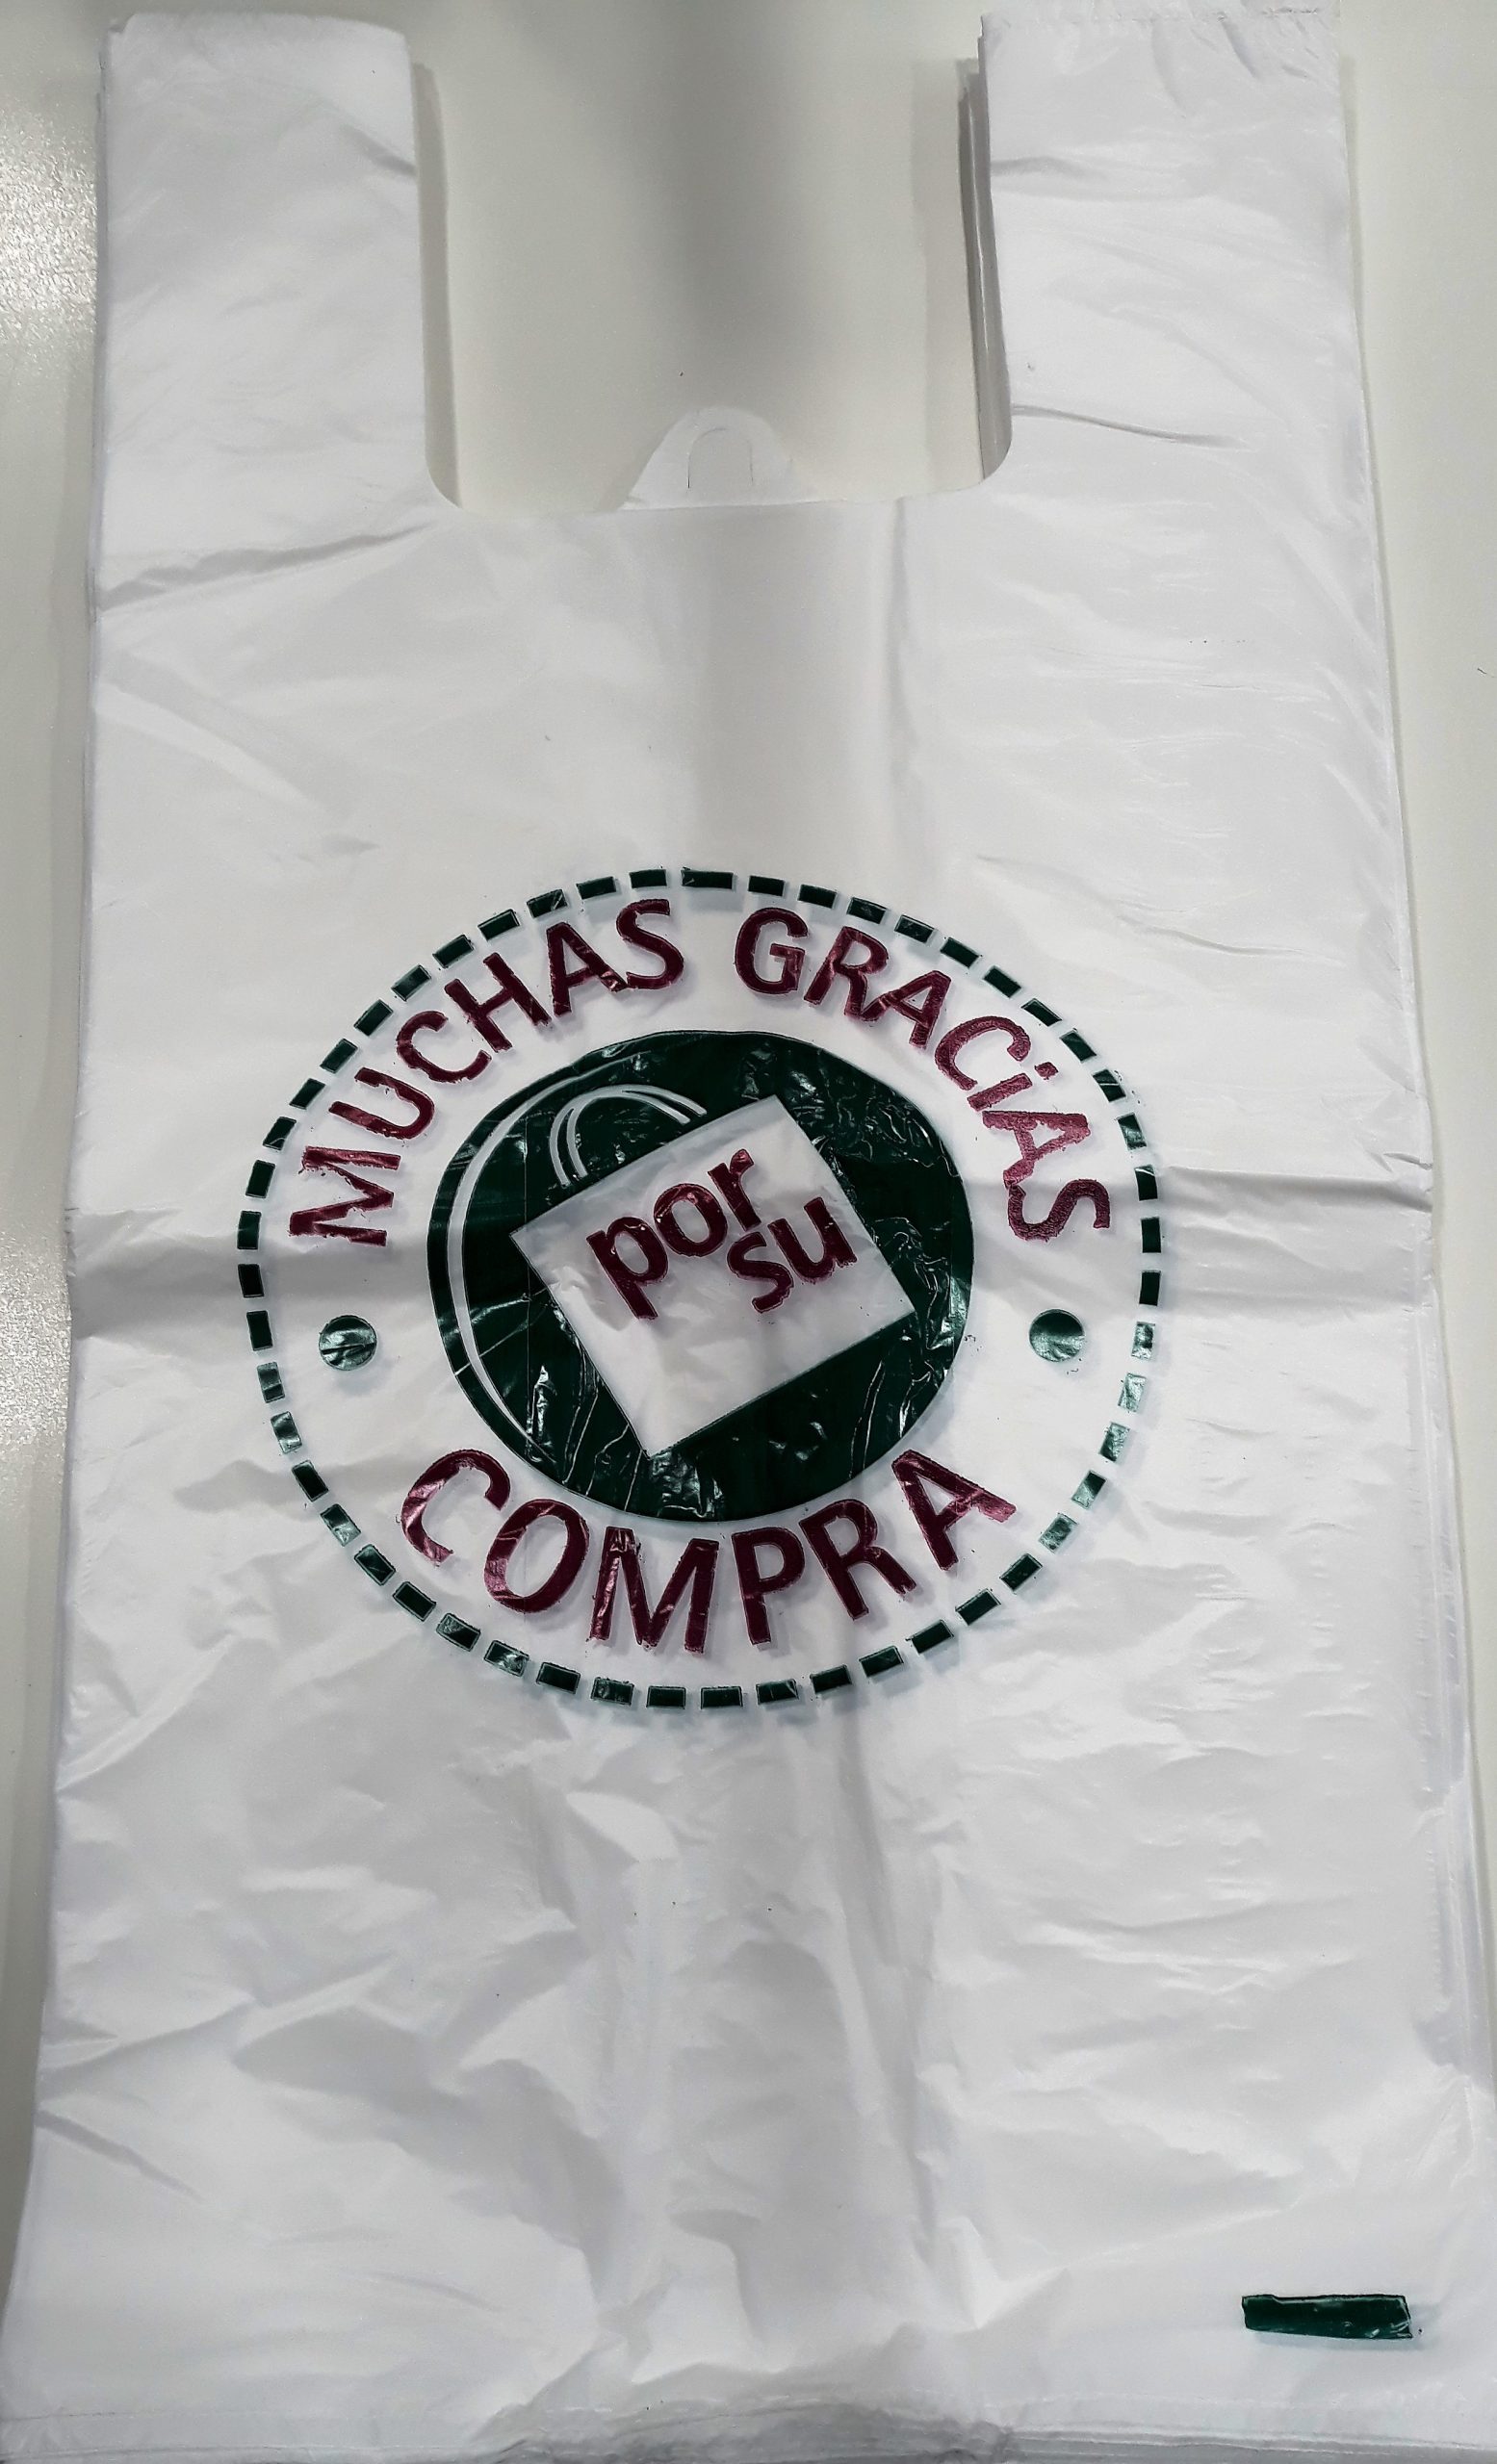 MUCHAS GRACiAS
por
su
COMPRA